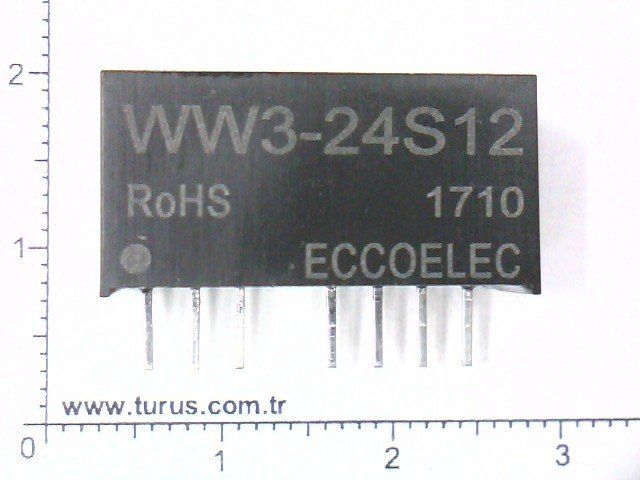 2
WW3-24S12
RoHS 1710
1
ECCOELEC
www.turus.com.tr
0 1 2 3